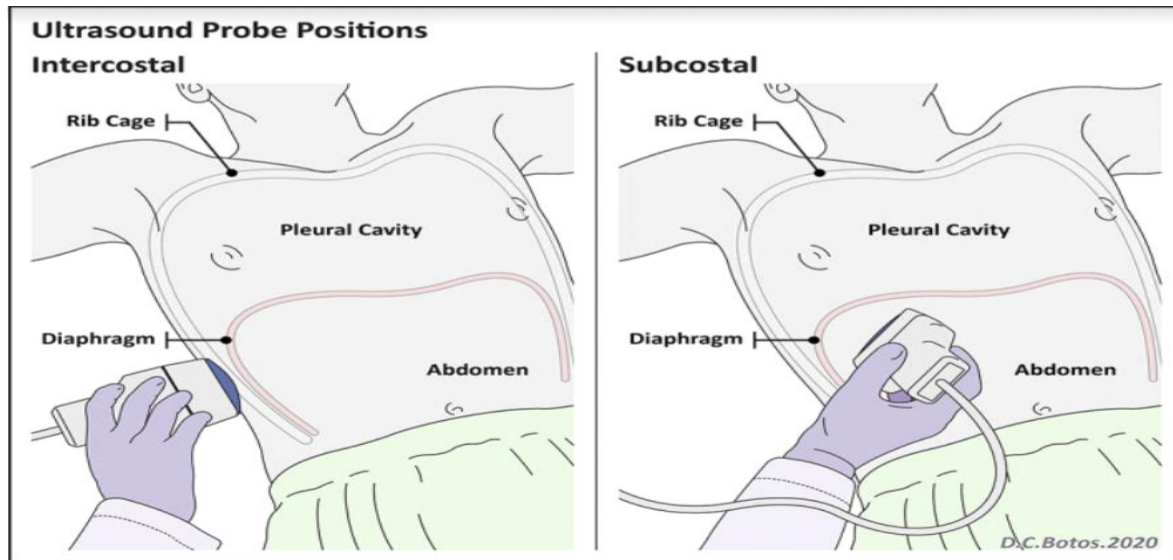 Ultrasound Probe Positions
Intercostal
Rib Cage
Pleural Cavity
Diaphragm
Abdomen
Subcostal
Rib Cage
Pleural Cavity
Diaphragm
Abdomen
D.C.Botos.2020